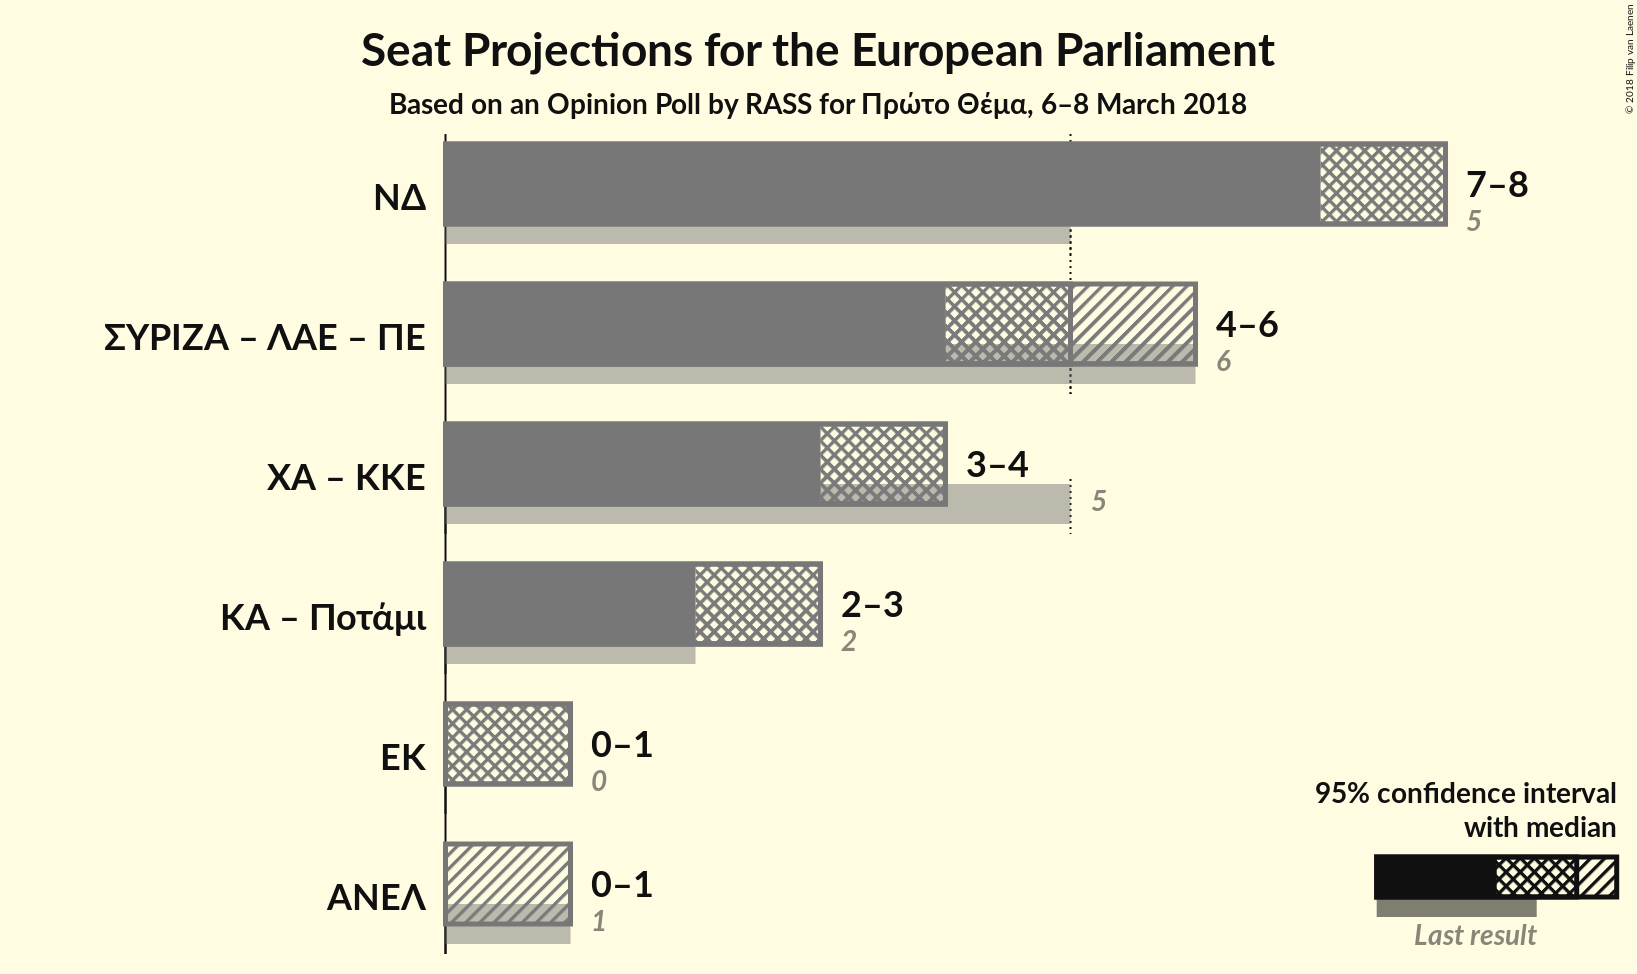 Seat Projections for the European Parliament
Based on an Opinion Poll by RASS for Πρώτο Θέμα, 6–8 March 2018
© 2018 Filip van Laenen
ΝΔ
7–8
5
ΣΥΡΙΖΑ – ΛΑΕ – ΠΕ
4–6
6
ΧΑ – ΚΚΕ
3–4
5
ΚΑ – Ποτάμι
2–3
2
ΕΚ
0–1
0
ΑΝΕΛ
0–1
1
95% confidence interval
with median
Last result